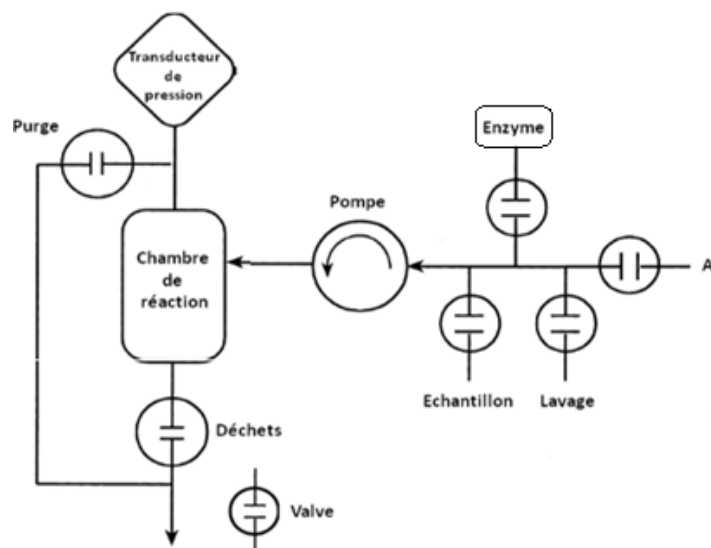 Transducteur
de
pression
Purge
Enzyme
Pompe
Chambre
de
réaction
A
Echantillon
Lavage
Déchets
Valve